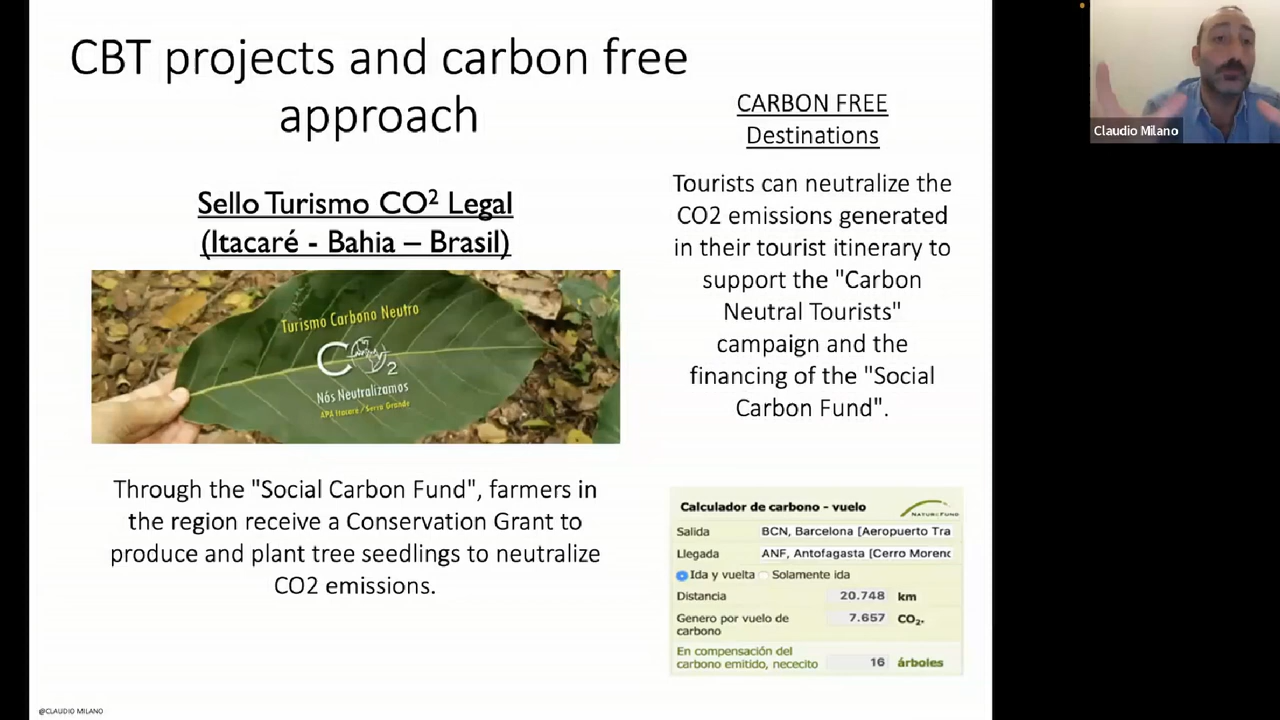 CBT projects and carbon free
approach
Sello Turismo CO² Legal
(Itacaré - Bahia – Brasil)
Turismo Carbono Neutro
CO2
Nós Neutralizamos
APA Itacaré / Serra Grande
Through the "Social Carbon Fund", farmers in
the region receive a Conservation Grant to
produce and plant tree seedlings to neutralize
CO2 emissions.
CARBON FREE
Destinations
Tourists can neutralize the
CO2 emissions generated
in their tourist itinerary to
support the "Carbon
Neutral Tourists"
campaign and the
financing of the "Social
Carbon Fund".
Calculador de carbono - vuelo
NATUREFUND
Salida BCN, Barcelona [Aeropuerto Tra
Llegada ANF, Antofagasta [Cerro Morenc
Ida y vuelta Solamente ida
Distancia 20.748 km
Genero por vuelo de
carbono 7.657 CO₂.
En compensación del
carbono emitido, nececito 16 árboles
@CLAUDIO MILANO
Claudio Milano